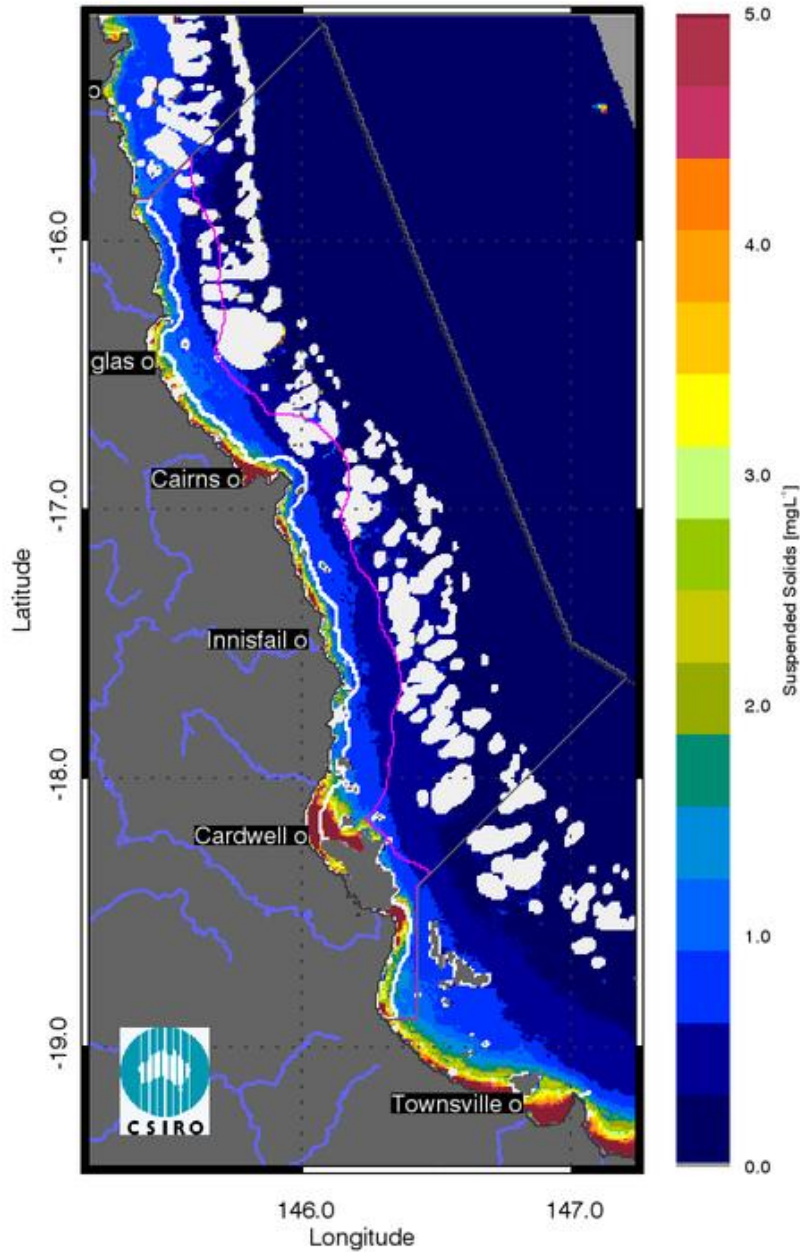 5.0
4.0
3.0
2.0
1.0
0.0
Suspended Solids [mgL⁻¹]
-16.0
-17.0
-18.0
-19.0
Latitude
o
glas o
Cairns o
Innisfail o
Cardwell o
Townsville o
CSIRO
146.0
147.0
Longitude